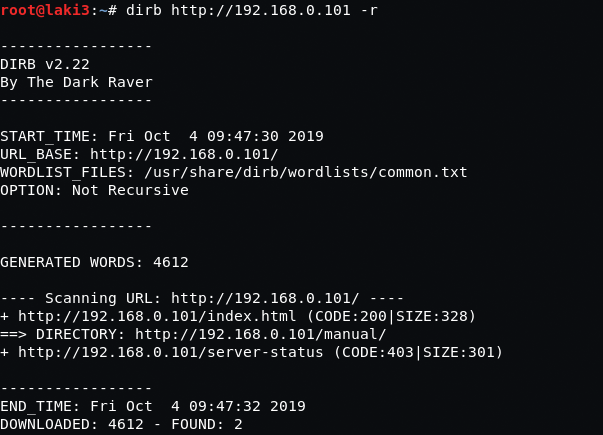 root@laki3:~# dirb http://192.168.0.101 -r
-----------------
DIRB v2.22
By The Dark Raver
-----------------
START_TIME: Fri Oct  4 09:47:30 2019
URL_BASE: http://192.168.0.101/
WORDLIST_FILES: /usr/share/dirb/wordlists/common.txt
OPTION: Not Recursive
-----------------
GENERATED WORDS: 4612
---- Scanning URL: http://192.168.0.101/ ----
+ http://192.168.0.101/index.html (CODE:200|SIZE:328)
==> DIRECTORY: http://192.168.0.101/manual/
+ http://192.168.0.101/server-status (CODE:403|SIZE:301)
-----------------
END_TIME: Fri Oct  4 09:47:32 2019
DOWNLOADED: 4612 - FOUND: 2